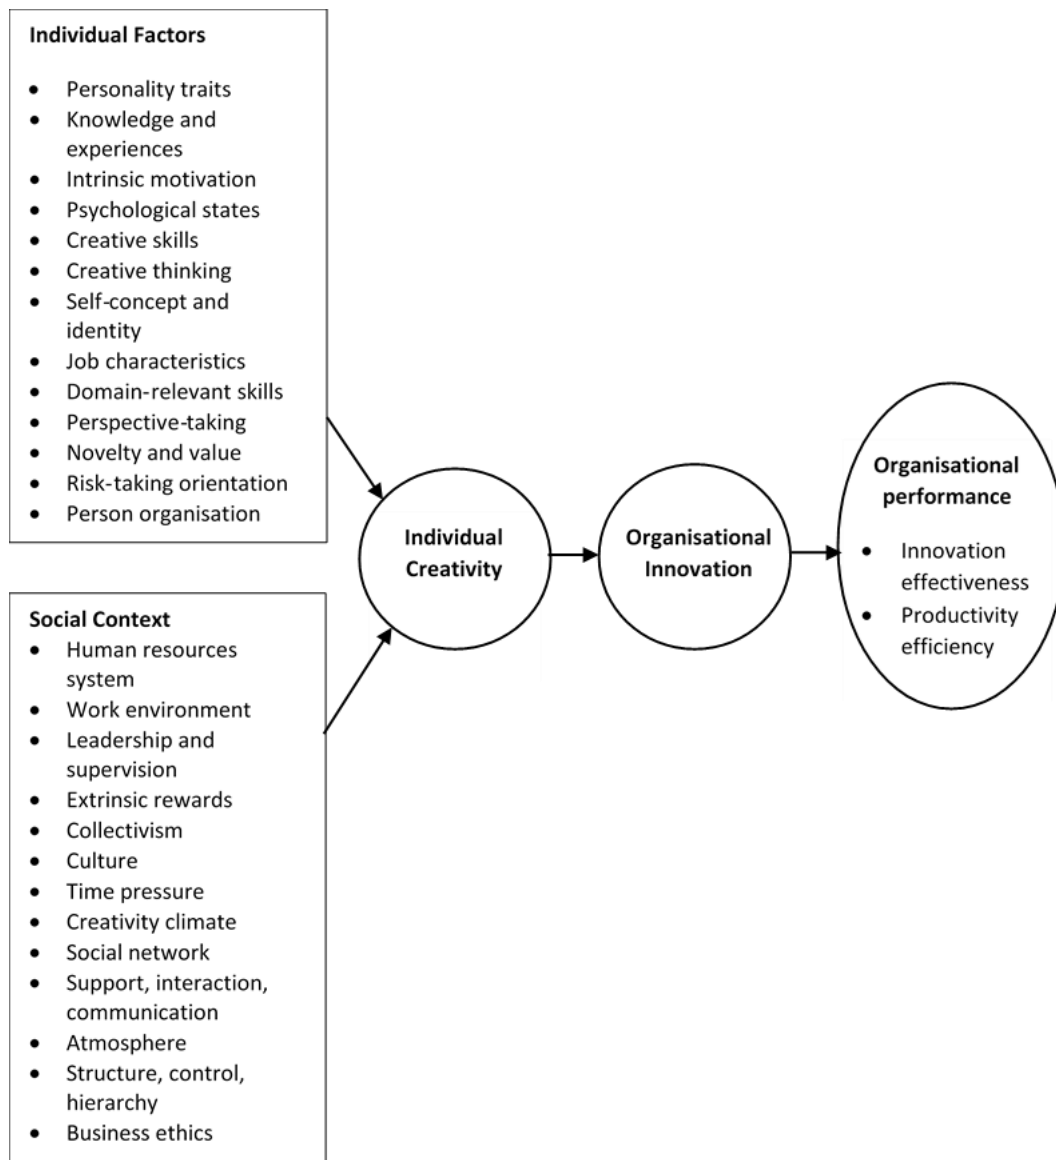 Individual Factors
• Personality traits
• Knowledge and
experiences
• Intrinsic motivation
• Psychological states
• Creative skills
• Creative thinking
• Self-concept and
identity
• Job characteristics
• Domain-relevant skills
• Perspective-taking
• Novelty and value
• Risk-taking orientation
• Person organisation
Social Context
• Human resources
system
• Work environment
• Leadership and
supervision
• Extrinsic rewards
• Collectivism
• Culture
• Time pressure
• Creativity climate
• Social network
• Support, interaction,
communication
• Atmosphere
• Structure, control,
hierarchy
• Business ethics
Individual
Creativity
Organisational
Innovation
Organisational
performance
• Innovation
effectiveness
• Productivity
efficiency